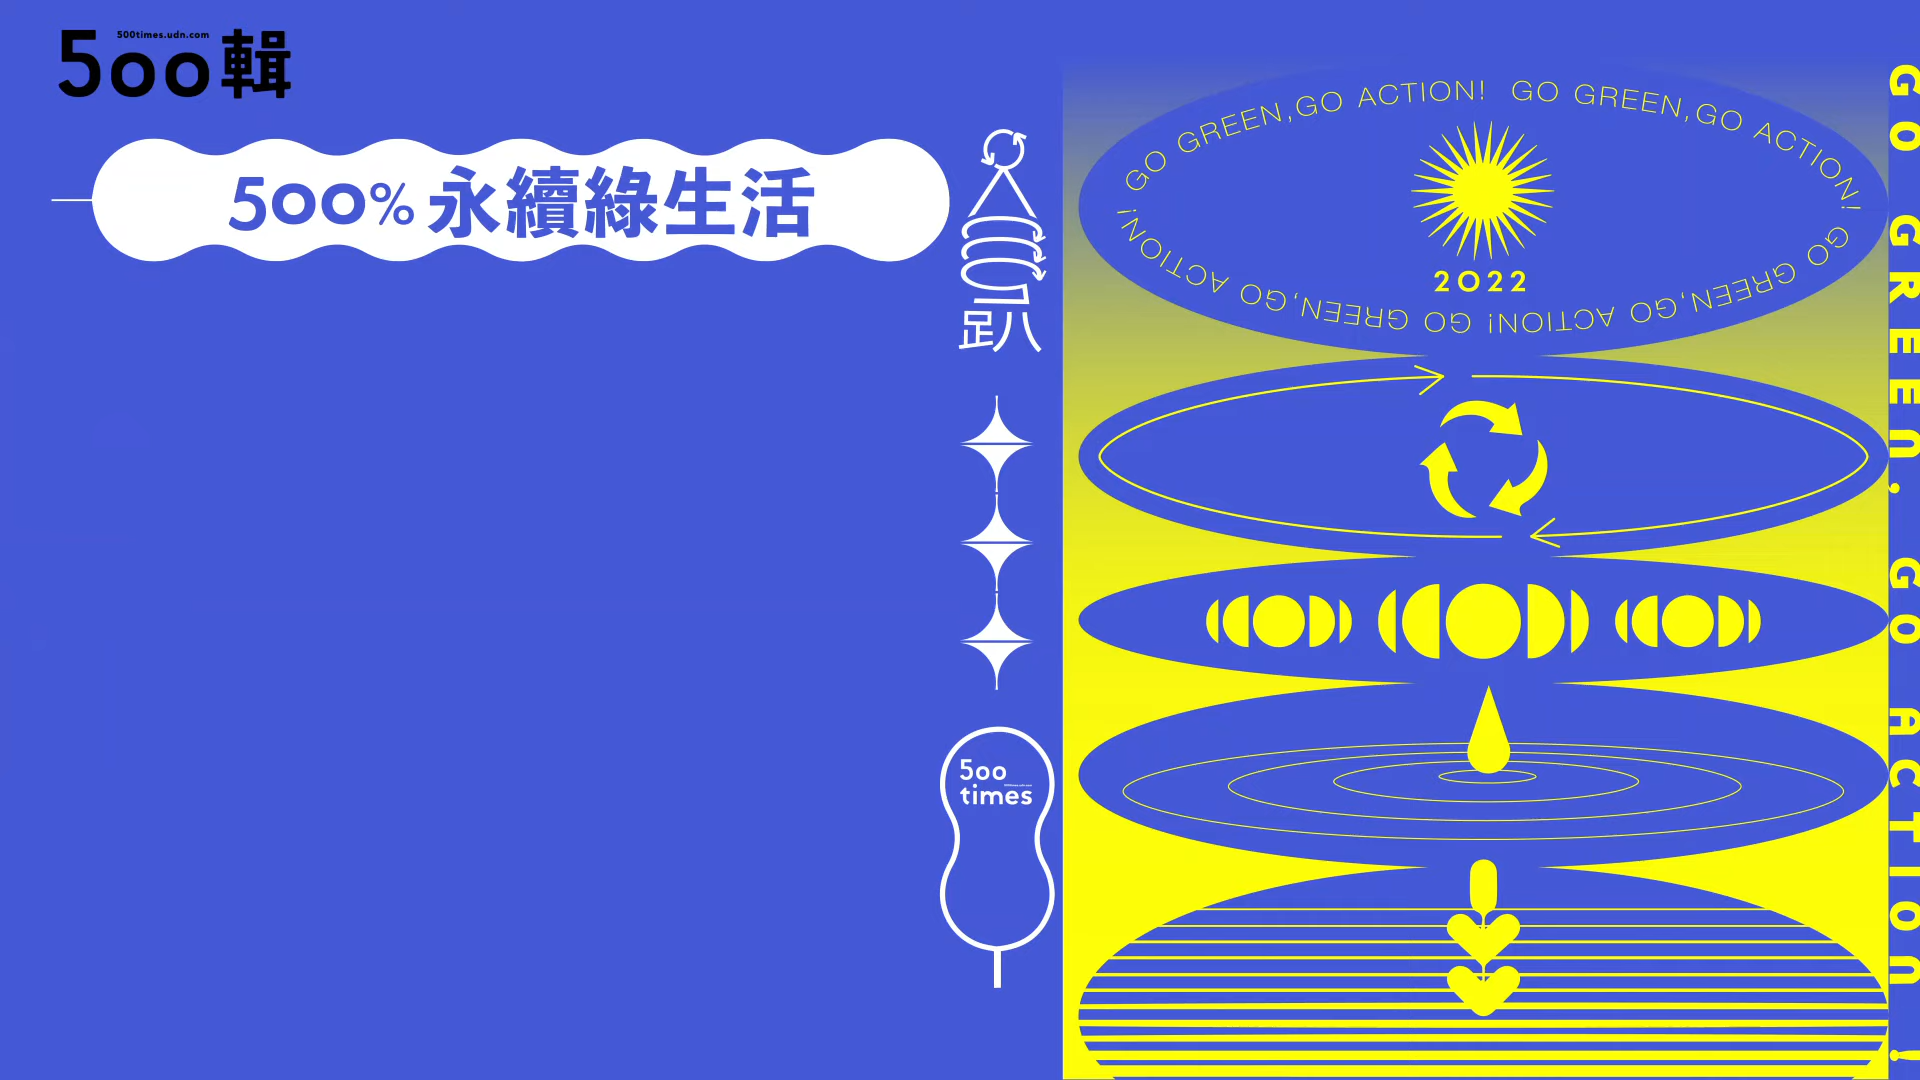 500times.udn.com
500輯
500%永續綠生活
趴
500
times
GO GREEN,GO ACTION! GO GREEN,GO ACTION! GO GREEN,GO ACTION! GO GREEN,GO ACTION!
2022
GO GREEN. GO ACTION!